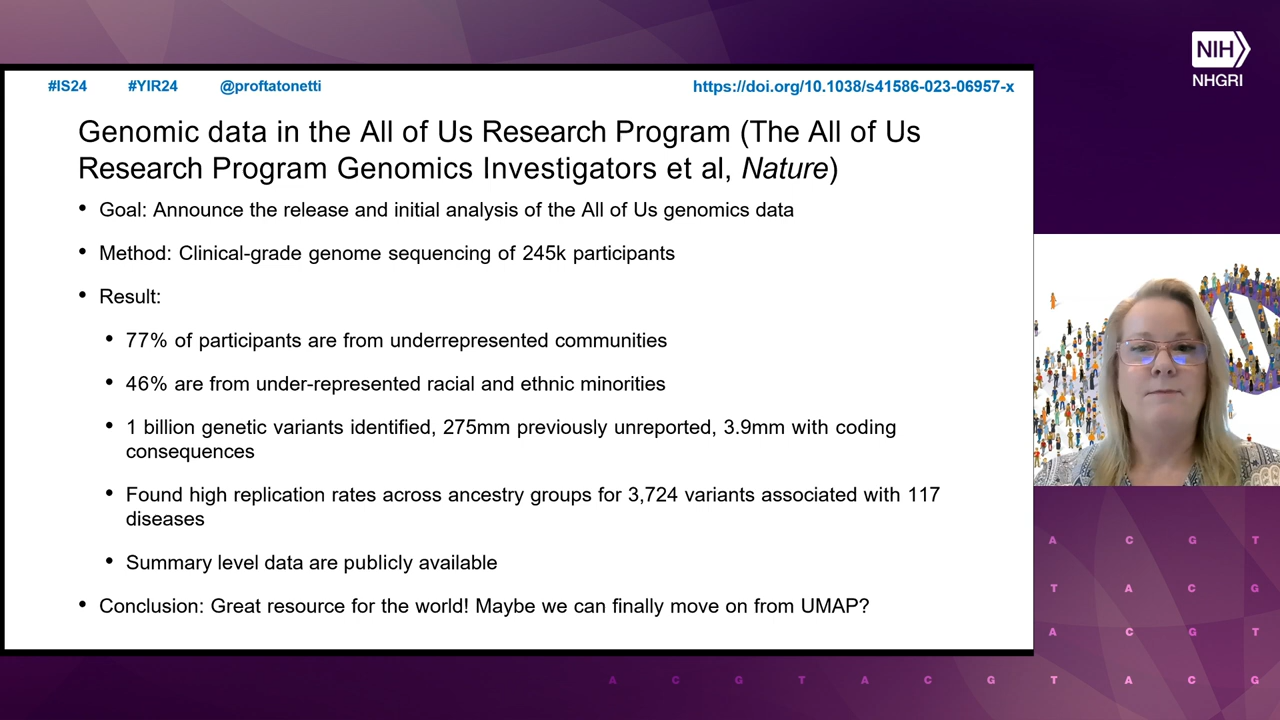 NIH
NHGRI
#IS24 #YIR24 @proftatonetti https://doi.org/10.1038/s41586-023-06957-x
Genomic data in the All of Us Research Program (The All of Us
Research Program Genomics Investigators et al, Nature)
• Goal: Announce the release and initial analysis of the All of Us genomics data
• Method: Clinical-grade genome sequencing of 245k participants
• Result:
• 77% of participants are from underrepresented communities
• 46% are from under-represented racial and ethnic minorities
• 1 billion genetic variants identified, 275mm previously unreported, 3.9mm with coding
consequences
• Found high replication rates across ancestry groups for 3,724 variants associated with 117
diseases
• Summary level data are publicly available
• Conclusion: Great resource for the world! Maybe we can finally move on from UMAP?
A C G T
T A C G
A C G T
A C G T A C G T A C G